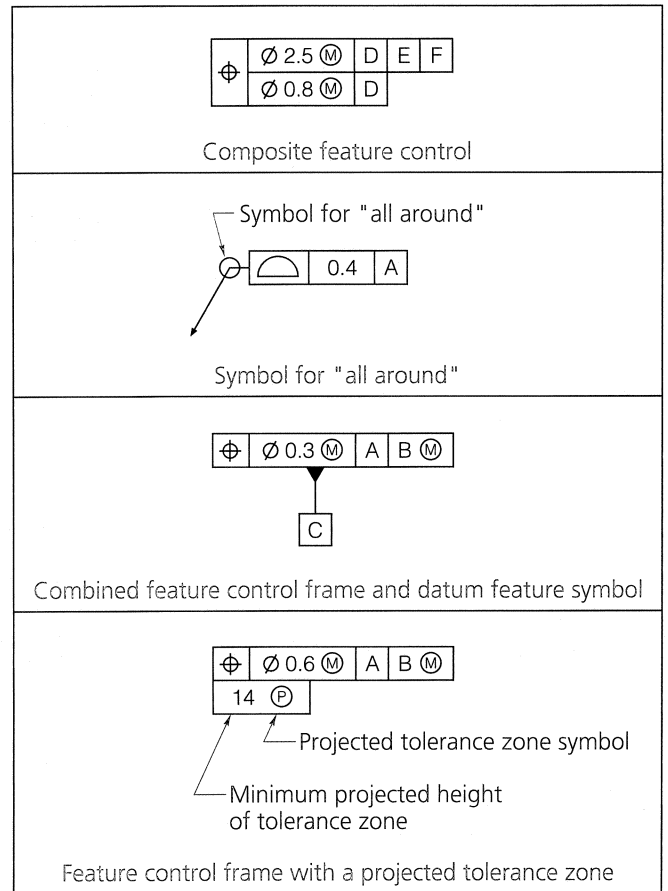 ⌖ Ø 2.5 Ⓜ D E F
Ø 0.8 Ⓜ D
Composite feature control
Symbol for "all around"
⌓ 0.4 A
Symbol for "all around"
⌖ Ø 0.3 Ⓜ A B Ⓜ
C
Combined feature control frame and datum feature symbol
⌖ Ø 0.6 Ⓜ A B Ⓜ
14 Ⓟ
Projected tolerance zone symbol
Minimum projected height
of tolerance zone
Feature control frame with a projected tolerance zone